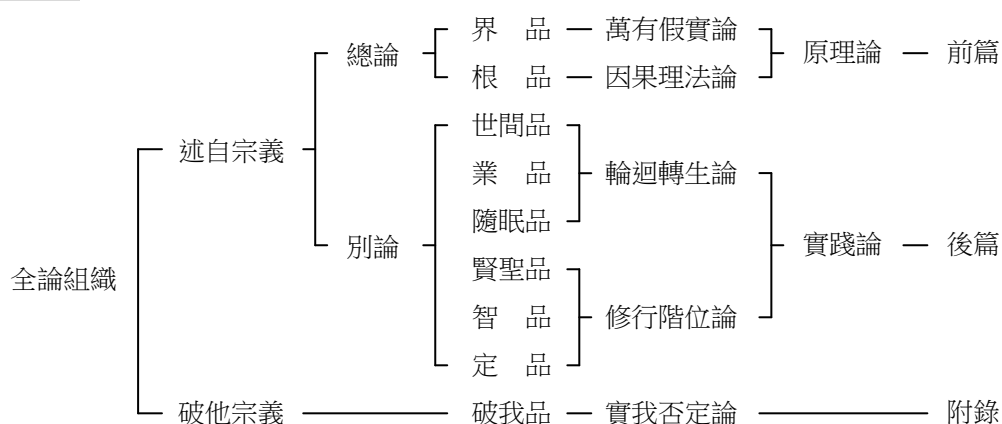 界　品 萬有假實論
總論 原理論 前篇
根　品 因果理法論
世間品
述自宗義
業　品 輪迴轉生論
隨眠品
別論 實踐論 後篇
賢聖品
全論組織
智　品 修行階位論
定　品
破他宗義 破我品 實我否定論 附錄